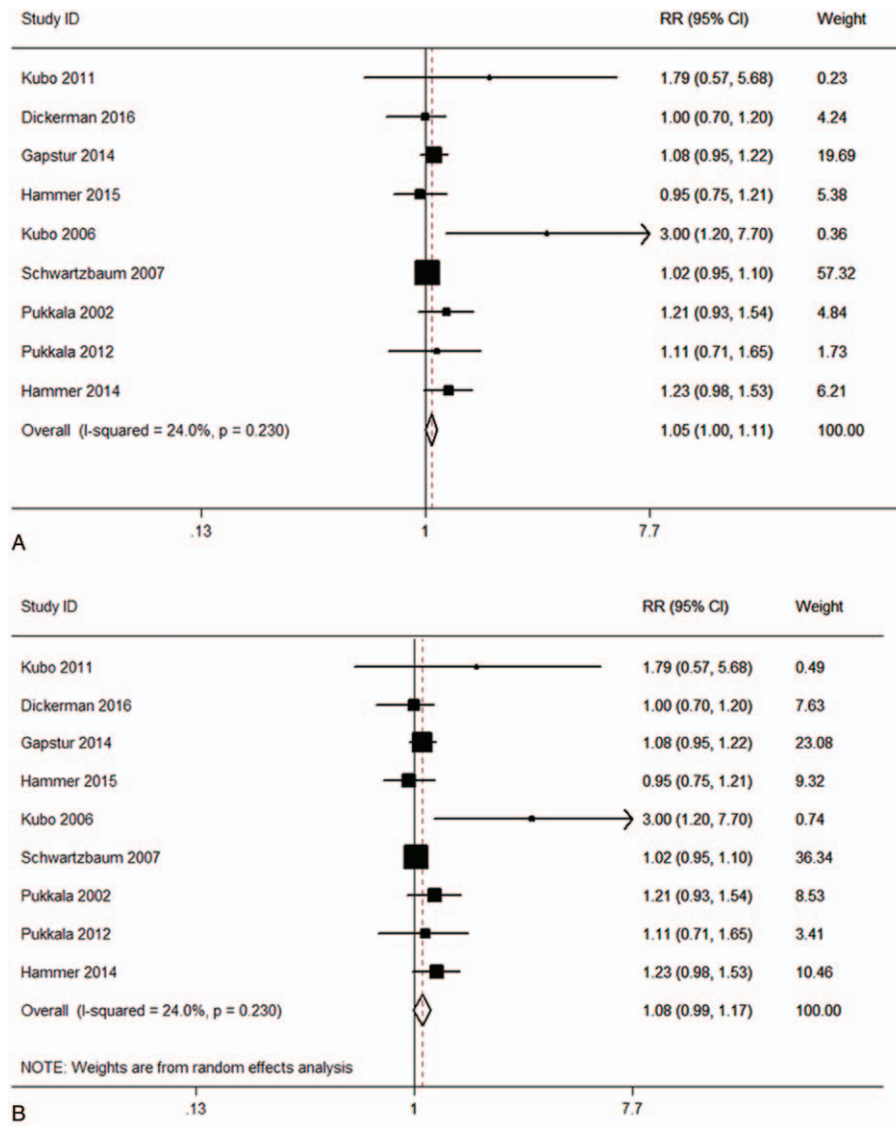 Study ID RR (95% CI) Weight
Kubo 2011 1.79 (0.57, 5.68) 0.23
Dickerman 2016 1.00 (0.70, 1.20) 4.24
Gapstur 2014 1.08 (0.95, 1.22) 19.69
Hammer 2015 0.95 (0.75, 1.21) 5.38
Kubo 2006 3.00 (1.20, 7.70) 0.36
Schwartzbaum 2007 1.02 (0.95, 1.10) 57.32
Pukkala 2002 1.21 (0.93, 1.54) 4.84
Pukkala 2012 1.11 (0.71, 1.65) 1.73
Hammer 2014 1.23 (0.98, 1.53) 6.21
Overall (I-squared = 24.0%, p = 0.230) 1.05 (1.00, 1.11) 100.00
.13 1 7.7
A
Study ID RR (95% CI) Weight
Kubo 2011 1.79 (0.57, 5.68) 0.49
Dickerman 2016 1.00 (0.70, 1.20) 7.63
Gapstur 2014 1.08 (0.95, 1.22) 23.08
Hammer 2015 0.95 (0.75, 1.21) 9.32
Kubo 2006 3.00 (1.20, 7.70) 0.74
Schwartzbaum 2007 1.02 (0.95, 1.10) 36.34
Pukkala 2002 1.21 (0.93, 1.54) 8.53
Pukkala 2012 1.11 (0.71, 1.65) 3.41
Hammer 2014 1.23 (0.98, 1.53) 10.46
Overall (I-squared = 24.0%, p = 0.230) 1.08 (0.99, 1.17) 100.00
NOTE: Weights are from random effects analysis
.13 1 7.7
B